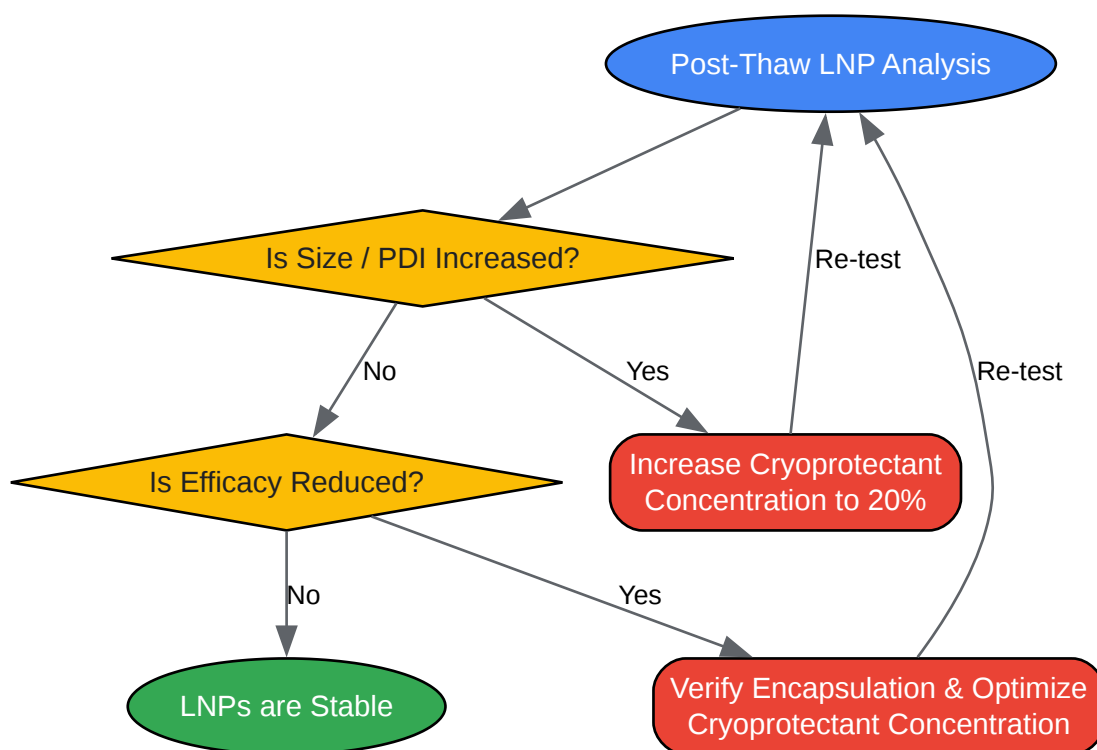 Post-Thaw LNP Analysis
Is Size / PDI Increased?
Re-test
No
Yes
Re-test
Increase Cryoprotectant
Concentration to 20%
Is Efficacy Reduced?
No
Yes
LNPs are Stable
Verify Encapsulation & Optimize
Cryoprotectant Concentration